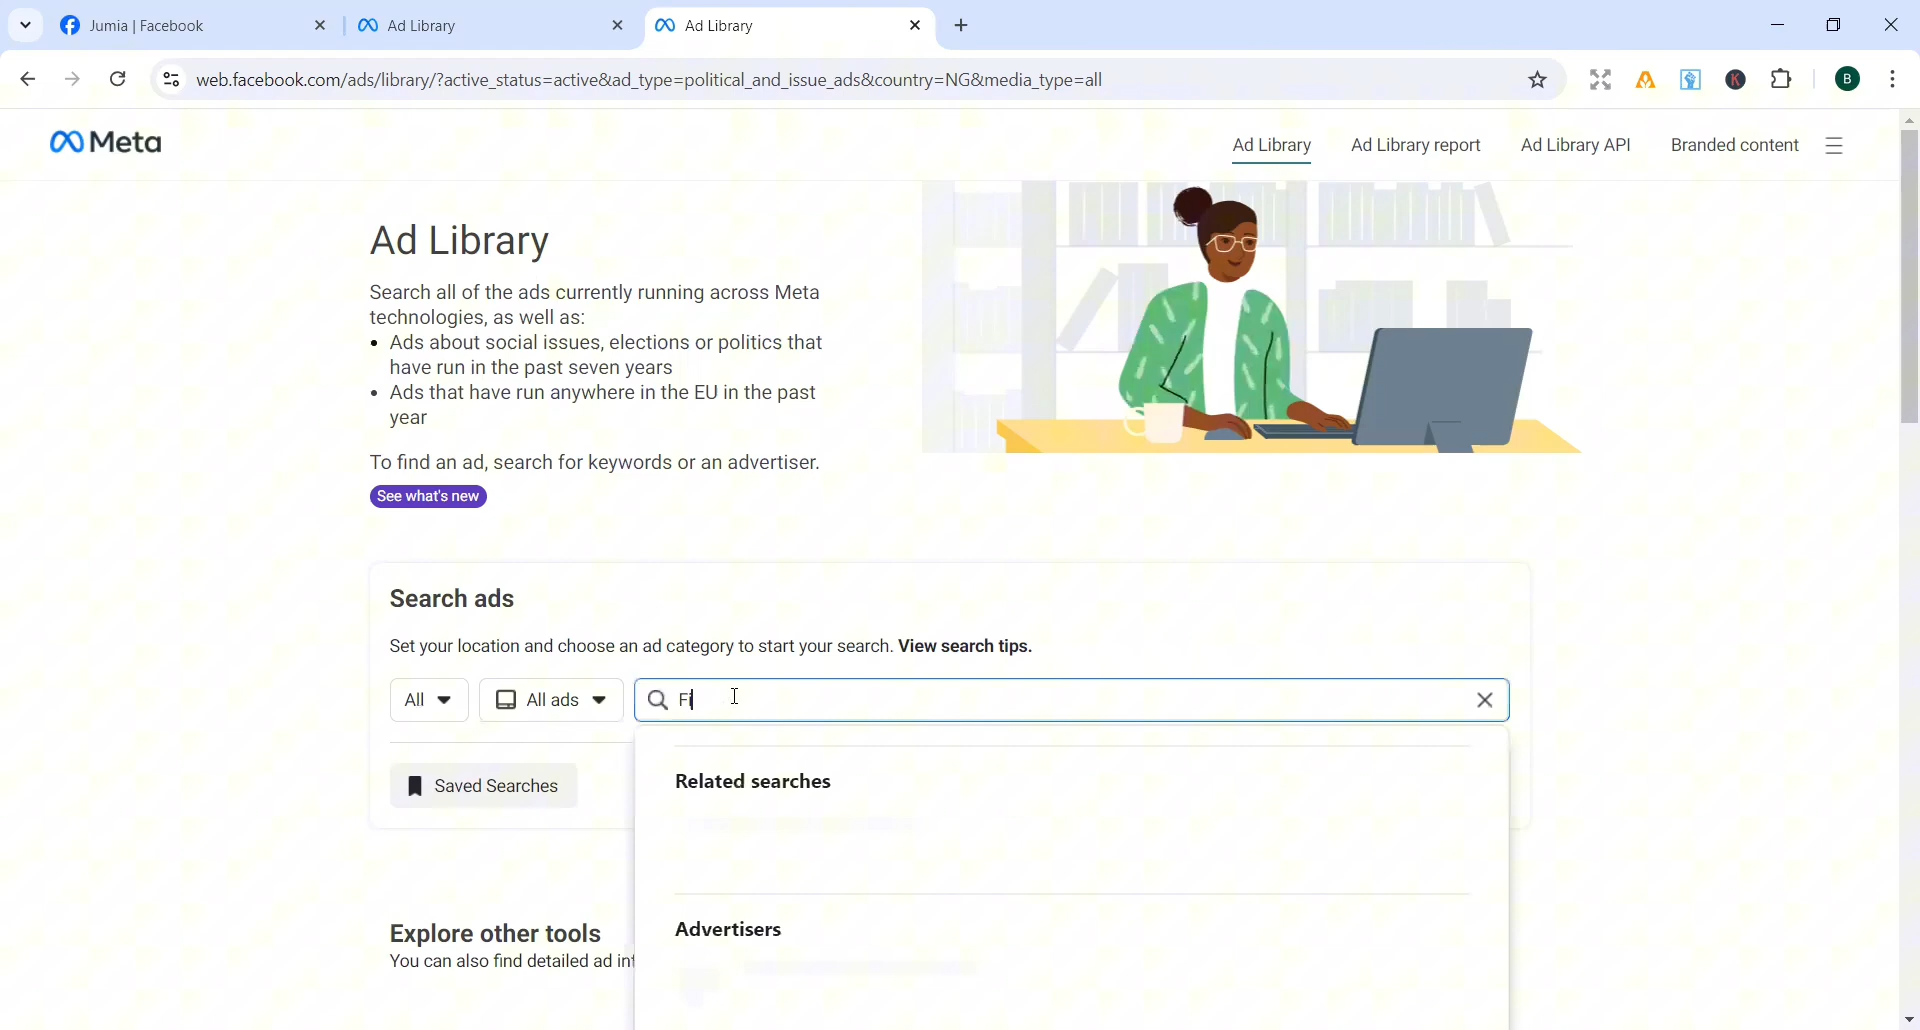 Jumia | Facebook
Ad Library
Ad Library
web.facebook.com/ads/library/?active_status=active&ad_type=political_and_issue_ads&country=NG&media_type=all
K
B
Meta
Ad Library
Ad Library report
Ad Library API
Branded content
Ad Library
Search all of the ads currently running across Meta
technologies, as well as:
• Ads about social issues, elections or politics that
have run in the past seven years
• Ads that have run anywhere in the EU in the past
year
To find an ad, search for keywords or an advertiser.
See what's new
Search ads
Set your location and choose an ad category to start your search. View search tips.
All
All ads
Fi
Saved Searches
Related searches
Advertisers
Explore other tools
You can also find detailed ad